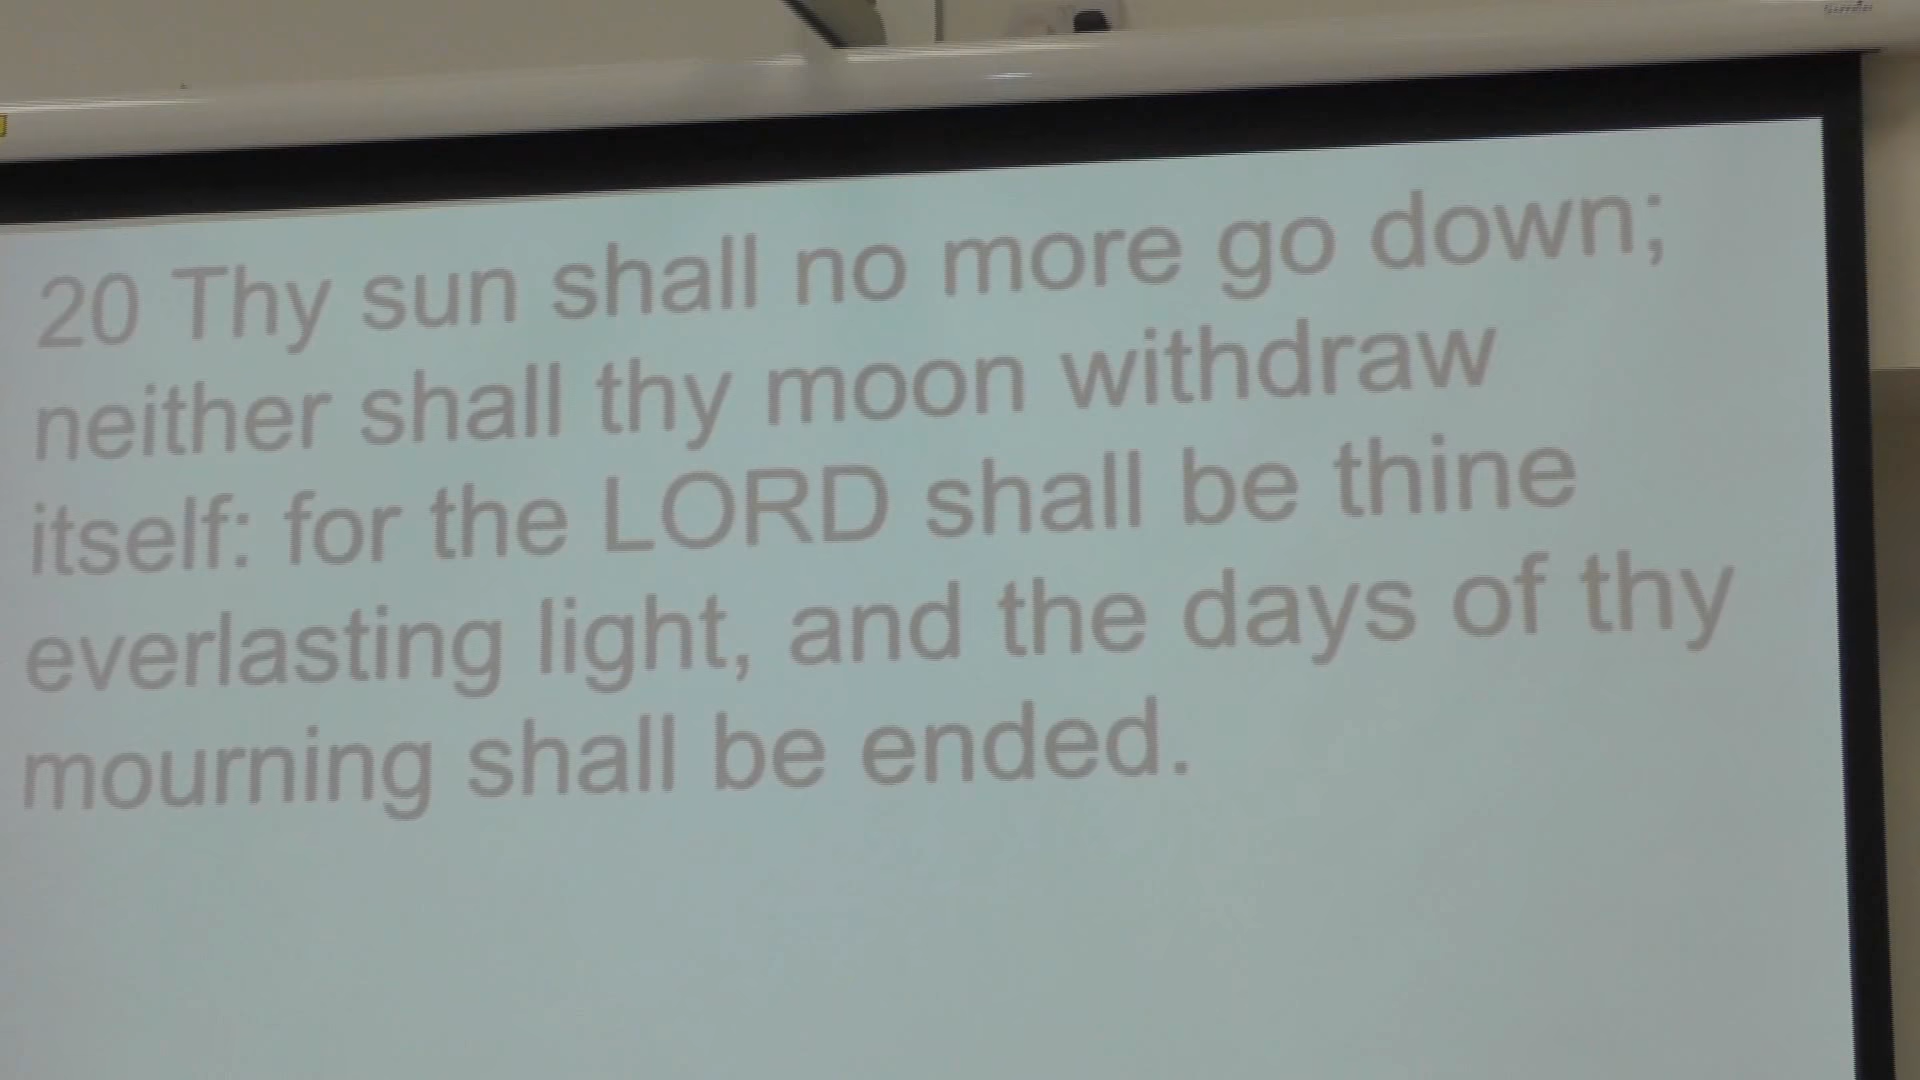 20 Thy sun shall no more go down;
neither shall thy moon withdraw
itself: for the LORD shall be thine
everlasting light, and the days of thy
mourning shall be ended.